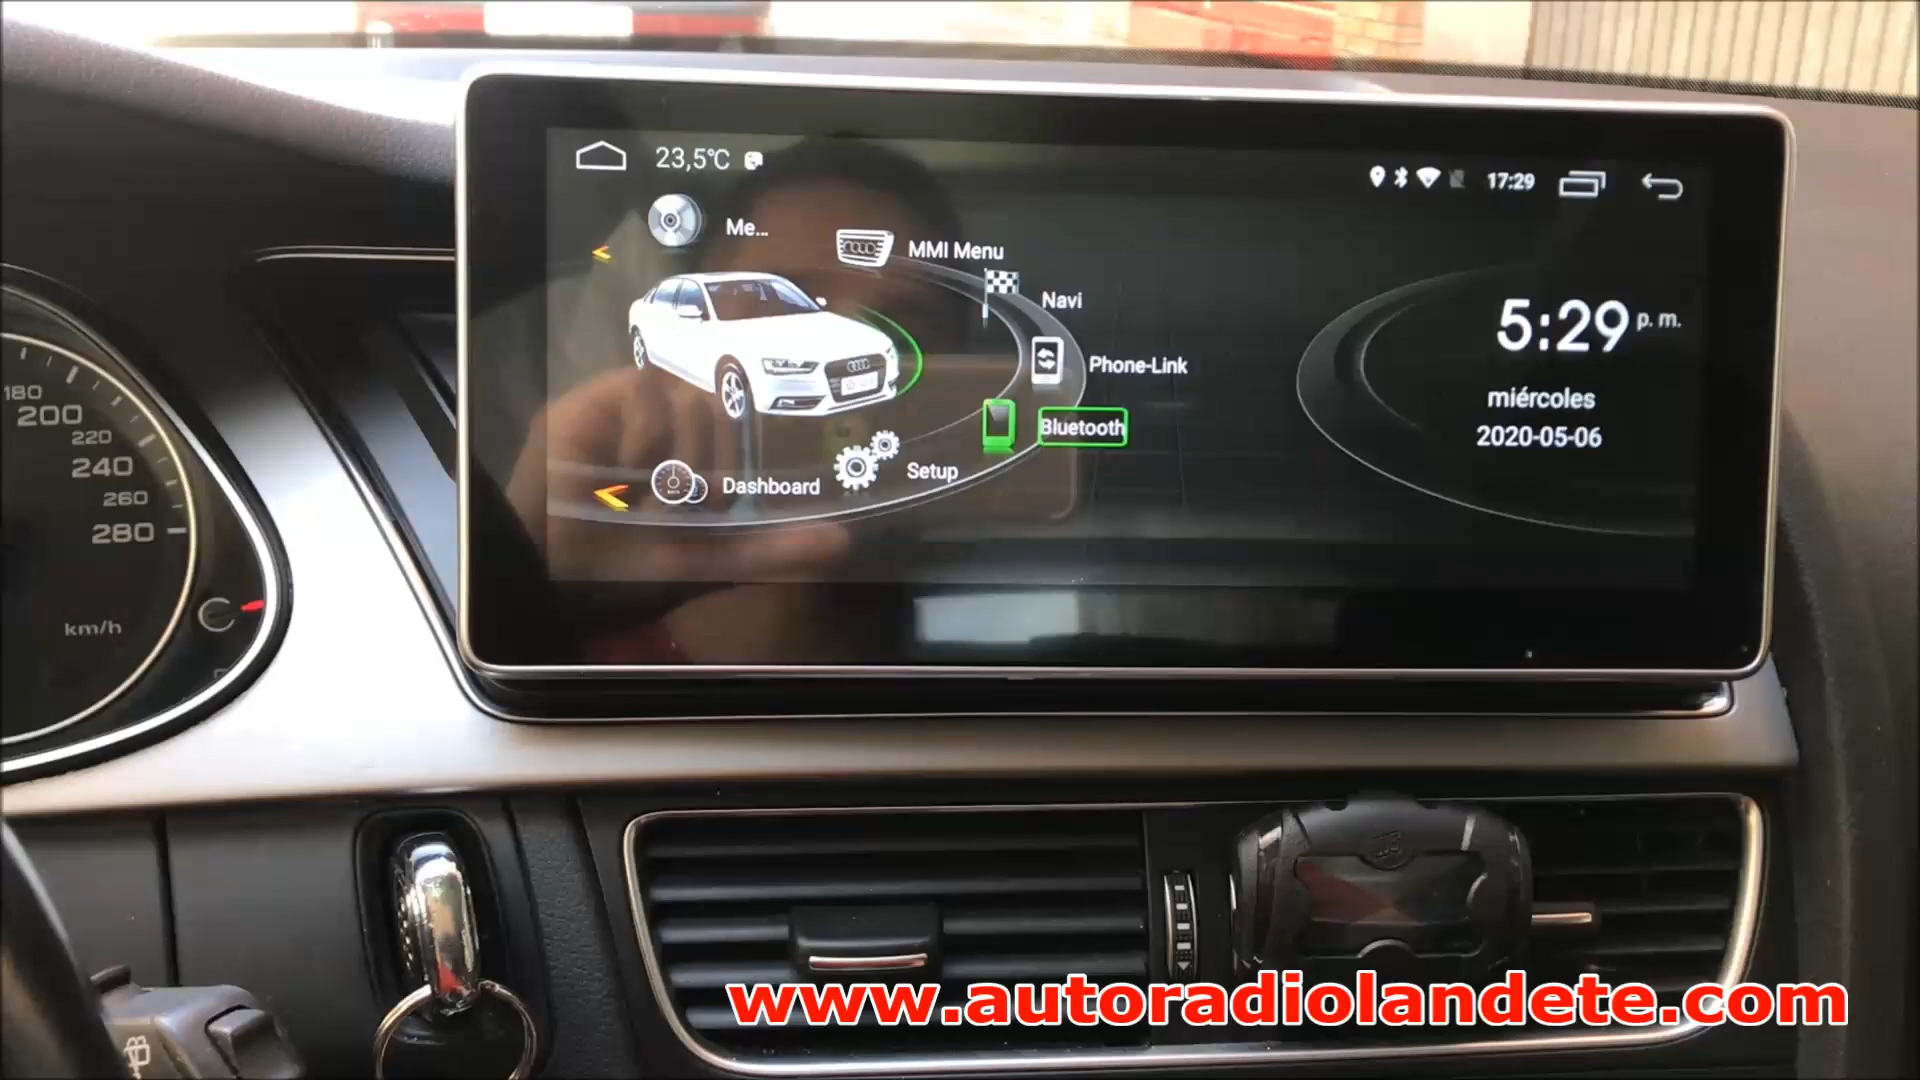 23,5°C
17:29
Me...
MMI Menu
Navi
Phone-Link
Bluetooth
Setup
Dashboard
5:29 p. m.
miércoles
2020-05-06
180
200
220
240
260
280
km/h
www.autoradiolandete.com